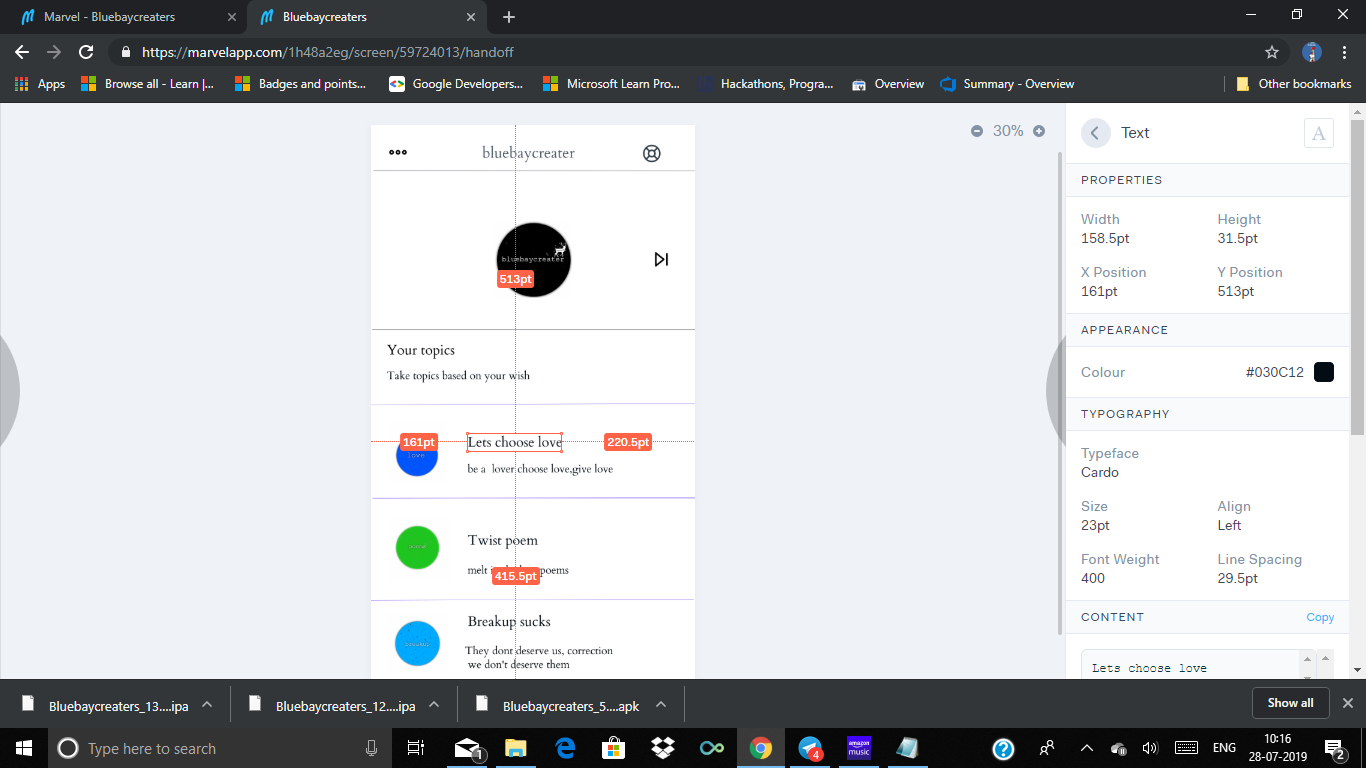 Marvel - Bluebaycreaters
Bluebaycreaters
https://marvelapp.com/1h48a2eg/screen/59724013/handoff
Apps
Browse all - Learn |...
Badges and points...
Google Developers...
Microsoft Learn Pro...
Hackathons, Progra...
Overview
Summary - Overview
Other bookmarks
bluebaycreater
30%
bluebaycreater
513pt
Your topics
Take topics based on your wish
161pt
Lets choose love
220.5pt
love
be a lover choose love,give love
Twist poem
melt
poems
415.5pt
Breakup sucks
They dont deserve us, correction
we don't deserve them
Text
A
PROPERTIES
Width
Height
158.5pt
31.5pt
X Position
Y Position
161pt
513pt
APPEARANCE
Colour
#030C12
TYPOGRAPHY
Typeface
Cardo
Size
Align
23pt
Left
Font Weight
Line Spacing
400
29.5pt
CONTENT
Copy
Lets choose love
Bluebaycreaters_13....ipa
Bluebaycreaters_12....ipa
Bluebaycreaters_5....apk
Show all
Type here to search
1
4
amazon music
ENG
10:16
28-07-2019
2